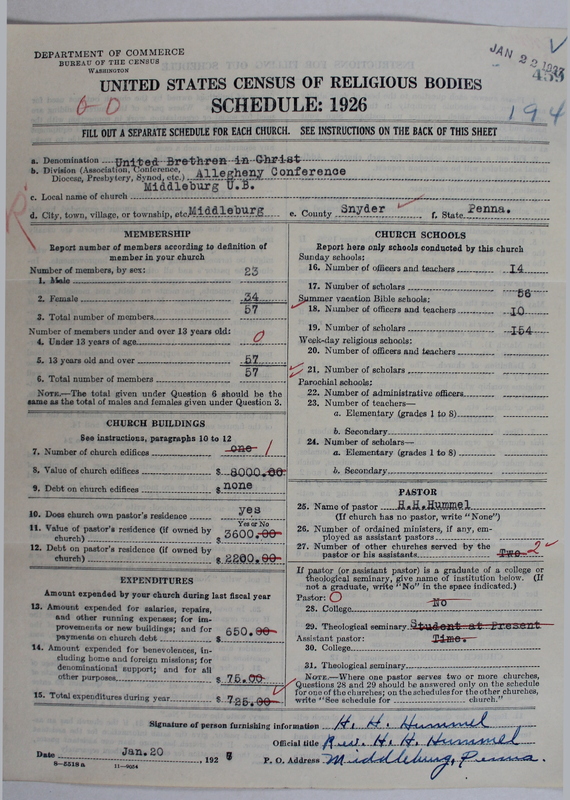 DEPARTMENT OF COMMERCE
BUREAU OF THE CENSUS
WASHINGTON
JAN 22 1927
455
194
UNITED STATES CENSUS OF RELIGIOUS BODIES
SCHEDULE: 1926
FILL OUT A SEPARATE SCHEDULE FOR EACH CHURCH. SEE INSTRUCTIONS ON THE BACK OF THIS SHEET
a. Denomination United Brethren in Christ
b. Division (Association, Conference, Diocese, Presbytery, Synod, etc.) Allegheny Conference
c. Local name of church Middleburg U.B.
d. City, town, village, or township, etc. Middleburg e. County Snyder f. State Penna.
MEMBERSHIP
Report number of members according to definition of
member in your church
Number of members, by sex:
1. Male 23
2. Female 34
3. Total number of members 57
Number of members under and over 13 years old:
4. Under 13 years of age 0
5. 13 years old and over 57
6. Total number of members 57
NOTE.—The total given under Question 6 should be the
same as the total of males and females given under Question 3.
CHURCH BUILDINGS
See instructions, paragraphs 10 to 12
7. Number of church edifices one 1
8. Value of church edifices $ 8000.00
9. Debt on church edifices $ none
10. Does church own pastor's residence? yes
Yes or No
11. Value of pastor's residence (if owned by
church) $ 3600.00
12. Debt on pastor's residence (if owned by
church) $ 2200.00
EXPENDITURES
Amount expended by your church during last fiscal year
13. Amount expended for salaries, repairs,
and other running expenses; for im-
provements or new buildings; and for
payments on church debt $ 650.00
14. Amount expended for benevolences, in-
cluding home and foreign missions; for
denominational support; and for all
other purposes $ 75.00
15. Total expenditures during year $ 725.00
CHURCH SCHOOLS
Report here only schools conducted by this church
Sunday schools:
16. Number of officers and teachers 14
17. Number of scholars 56
Summer vacation Bible schools:
18. Number of officers and teachers 10
19. Number of scholars 154
Week-day religious schools:
20. Number of officers and teachers
21. Number of scholars
Parochial schools:
22. Number of administrative officers
23. Number of teachers—
a. Elementary (grades 1 to 8)
b. Secondary
24. Number of scholars—
a. Elementary (grades 1 to 8)
b. Secondary
PASTOR
25. Name of pastor H.H.Hummel
(If church has no pastor, write "None")
26. Number of ordained ministers, if any, em-
ployed as assistant pastors
27. Number of other churches served by the
pastor or his assistants Two 2
If pastor (or assistant pastor) is a graduate of a college or
theological seminary, give name of institution below. (If
not a graduate, write "No" in the space indicated.)
Pastor: 0
28. College No
29. Theological seminary Student at Present
Assistant pastor: Time.
30. College
31. Theological seminary
NOTE.—Where one pastor serves two or more churches,
Questions 28 and 29 should be answered only on the schedule
for one of the churches; on the schedules for the other churches,
write "See schedule for church."
Signature of person furnishing information H. H. Hummel
Official title Rev. H. H. Hummel
Date Jan.20 1927 P. O. Address Middleburg, Penna.
8—5518a 11—9054